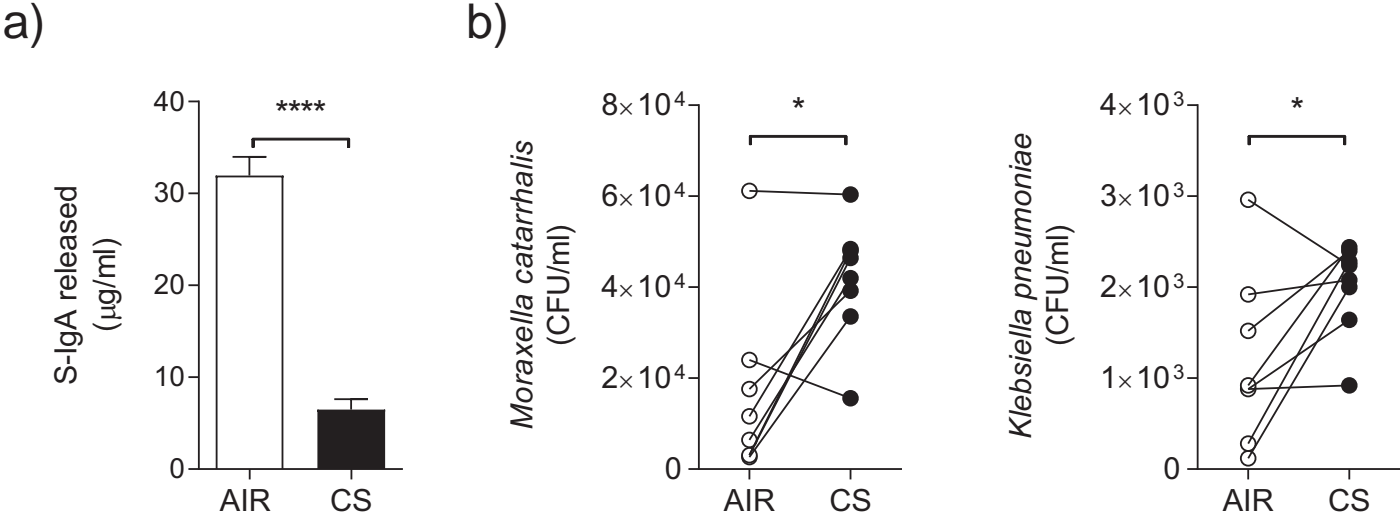 a)
S-IgA released
(μg/ml)
40
30
20
10
0
****
AIR CS
b)
Moraxella catarrhalis
(CFU/ml)
8×10⁴
6×10⁴
4×10⁴
2×10⁴
0
*
AIR CS
Klebsiella pneumoniae
(CFU/ml)
4×10³
3×10³
2×10³
1×10³
0
*
AIR CS